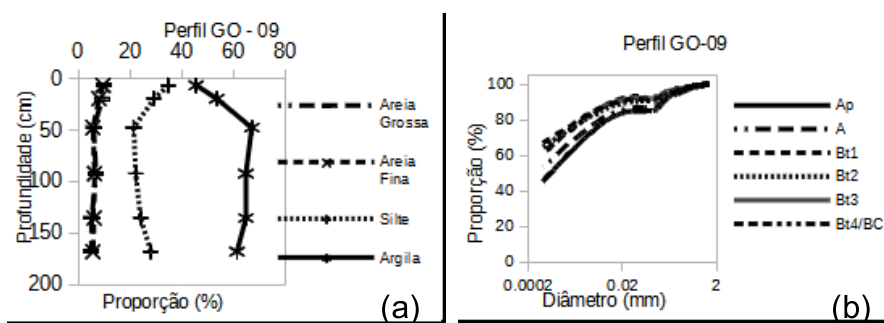 Perfil GO - 09
0 20 40 60 80
0
50
100
150
200
Profundidade (cm)
Areia
Grossa
Areia
Fina
Silte
Argila
Proporção (%)
(a)
Perfil GO-09
100
80
60
40
20
0
Proporção (%)
0.0002 0.02 2
Diâmetro (mm)
Ap
A
Bt1
Bt2
Bt3
Bt4/BC
(b)